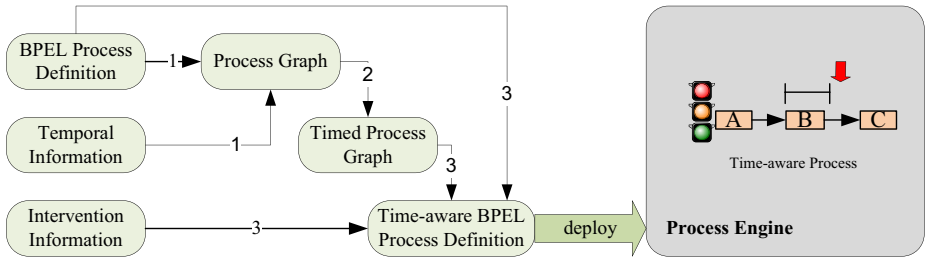 BPEL Process
Definition
1
Process Graph
2
3
Temporal
Information
1
Timed Process
Graph
3
Intervention
Information
3
Time-aware BPEL
Process Definition
deploy
A
B
C
Time-aware Process
Process Engine